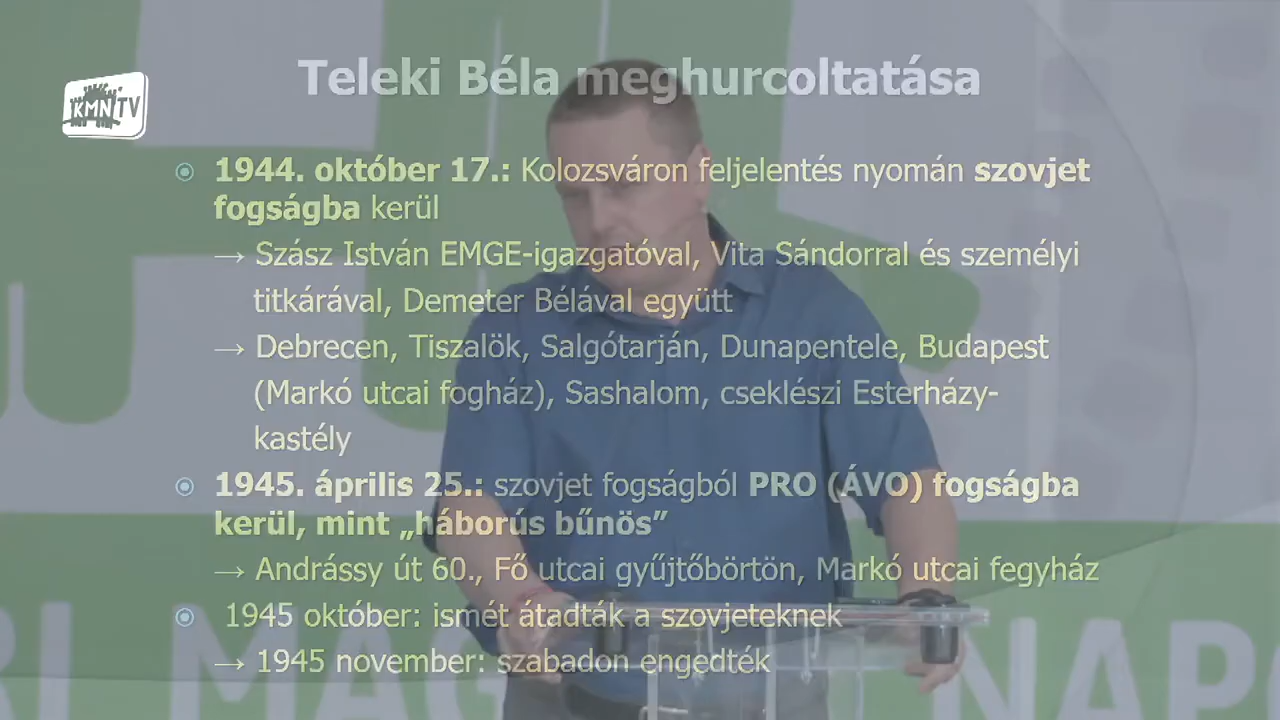 Teleki Béla meghurcoltatása
KMN TV
1944. október 17.: Kolozsváron feljelentés nyomán szovjet
fogságba kerül
→ Szász István EMGE-igazgatóval, Vita Sándorral és személyi
titkárával, Demeter Bélával együtt
→ Debrecen, Tiszalök, Salgótarján, Dunapentele, Budapest
(Markó utcai fogház), Sashalom, cseklészi Esterházy-
kastély
1945. április 25.: szovjet fogságból PRO (ÁVO) fogságba
kerül, mint „háborús bűnös”
→ Andrássy út 60., Fő utcai gyűjtőbörtön, Markó utcai fegyház
1945 október: ismét átadták a szovjeteknek
→ 1945 november: szabadon engedték